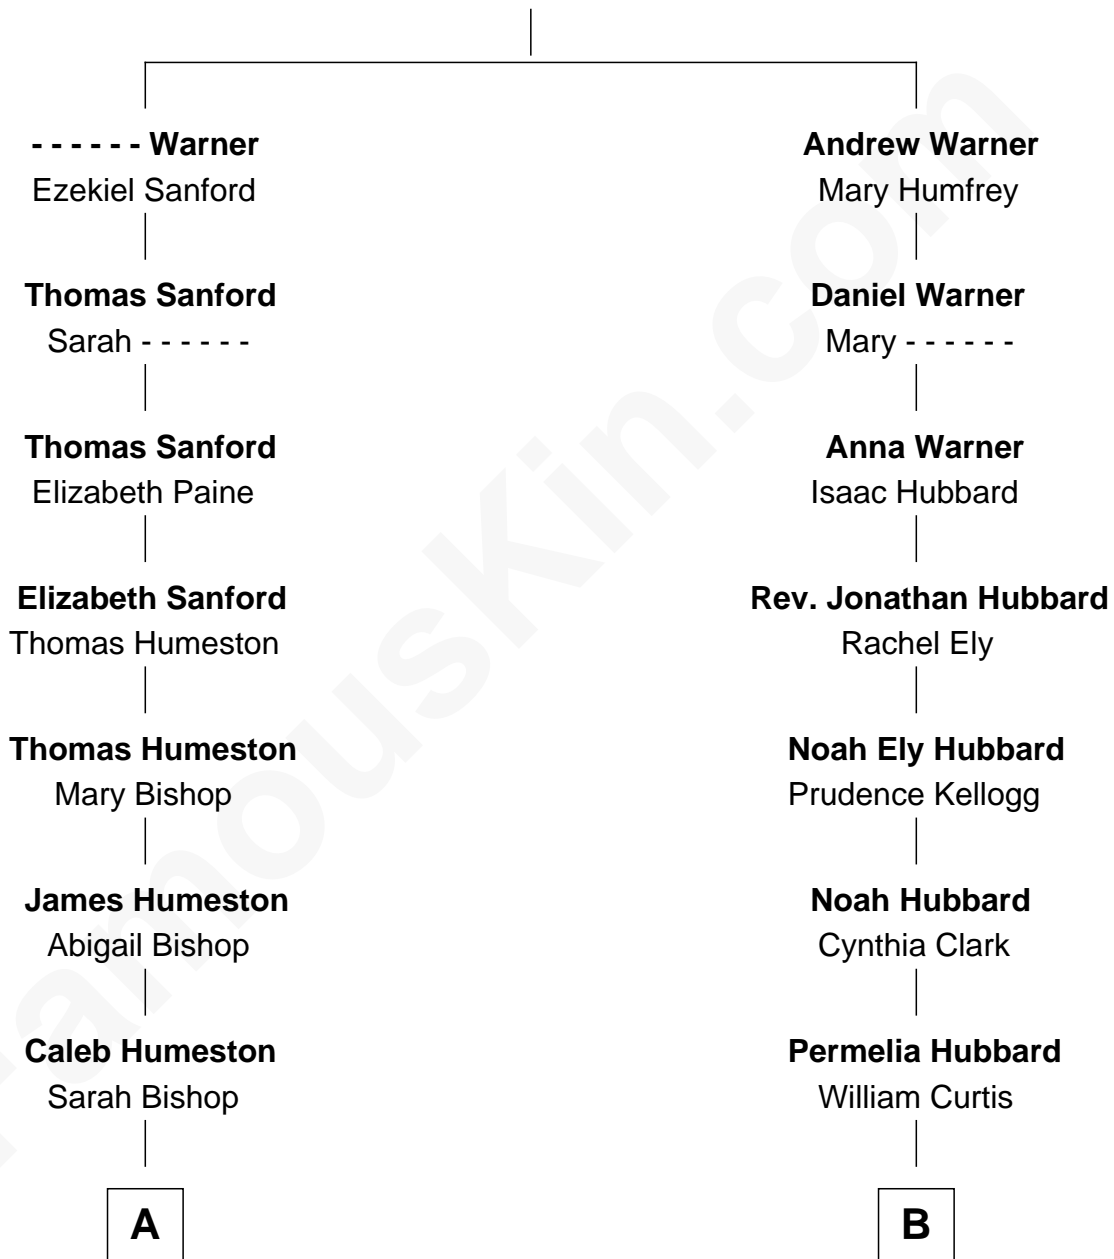 - - - - - - Warner
Ezekiel Sanford
Thomas Sanford
Sarah - - - - - -
Thomas Sanford
Elizabeth Paine
Elizabeth Sanford
Thomas Humeston
Thomas Humeston
Mary Bishop
James Humeston
Abigail Bishop
Caleb Humeston
Sarah Bishop
A
Andrew Warner
Mary Humfrey
Daniel Warner
Mary - - - - - -
Anna Warner
Isaac Hubbard
Rev. Jonathan Hubbard
Rachel Ely
Noah Ely Hubbard
Prudence Kellogg
Noah Hubbard
Cynthia Clark
Permelia Hubbard
William Curtis
B
FamousKin.com